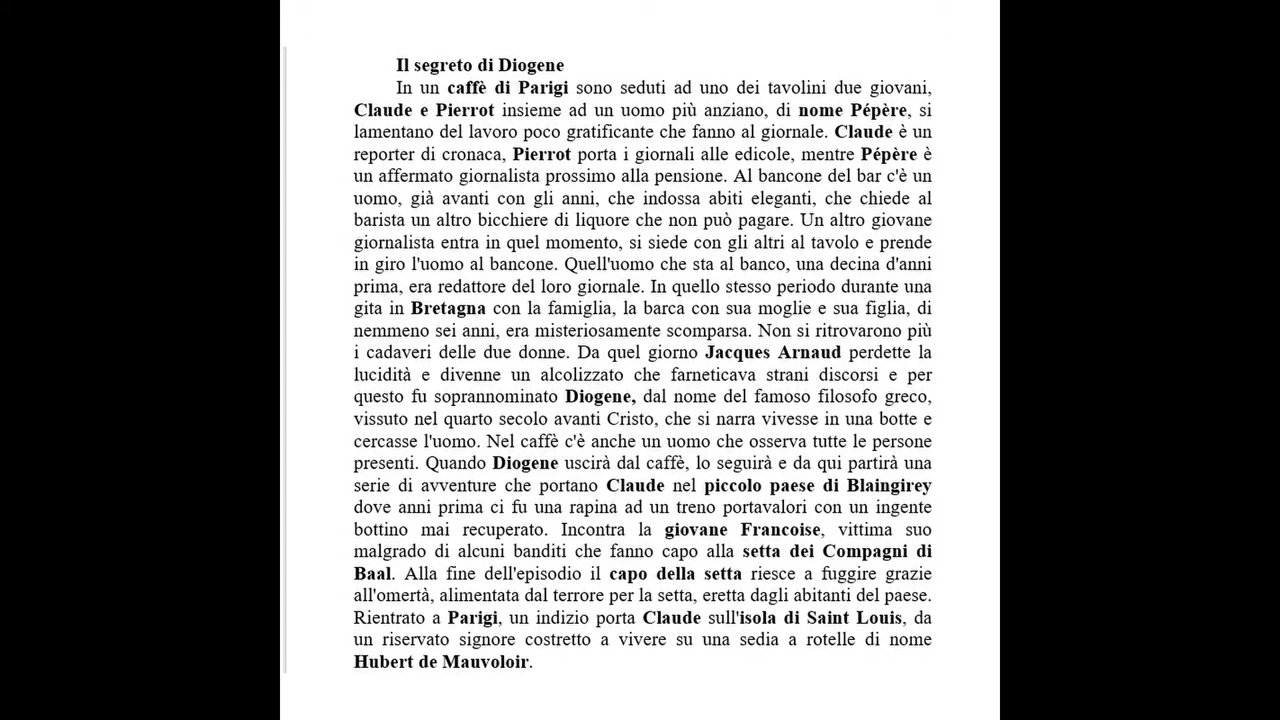 Il segreto di Diogene
In un caffè di Parigi sono seduti ad uno dei tavolini due giovani,
Claude e Pierrot insieme ad un uomo più anziano, di nome Pépère, si
lamentano del lavoro poco gratificante che fanno al giornale. Claude è un
reporter di cronaca, Pierrot porta i giornali alle edicole, mentre Pépère è
un affermato giornalista prossimo alla pensione. Al bancone del bar c'è un
uomo, già avanti con gli anni, che indossa abiti eleganti, che chiede al
barista un altro bicchiere di liquore che non può pagare. Un altro giovane
giornalista entra in quel momento, si siede con gli altri al tavolo e prende
in giro l'uomo al bancone. Quell'uomo che sta al banco, una decina d'anni
prima, era redattore del loro giornale. In quello stesso periodo durante una
gita in Bretagna con la famiglia, la barca con sua moglie e sua figlia, di
nemmeno sei anni, era misteriosamente scomparsa. Non si ritrovarono più
i cadaveri delle due donne. Da quel giorno Jacques Arnaud perdette la
lucidità e divenne un alcolizzato che farneticava strani discorsi e per
questo fu soprannominato Diogene, dal nome del famoso filosofo greco,
vissuto nel quarto secolo avanti Cristo, che si narra vivesse in una botte e
cercasse l'uomo. Nel caffè c'è anche un uomo che osserva tutte le persone
presenti. Quando Diogene uscirà dal caffè, lo seguirà e da qui partirà una
serie di avventure che portano Claude nel piccolo paese di Blaingirey
dove anni prima ci fu una rapina ad un treno portavalori con un ingente
bottino mai recuperato. Incontra la giovane Francoise, vittima suo
malgrado di alcuni banditi che fanno capo alla setta dei Compagni di
Baal. Alla fine dell'episodio il capo della setta riesce a fuggire grazie
all'omertà, alimentata dal terrore per la setta, eretta dagli abitanti del paese.
Rientrato a Parigi, un indizio porta Claude sull'isola di Saint Louis, da
un riservato signore costretto a vivere su una sedia a rotelle di nome
Hubert de Mauvoloir.